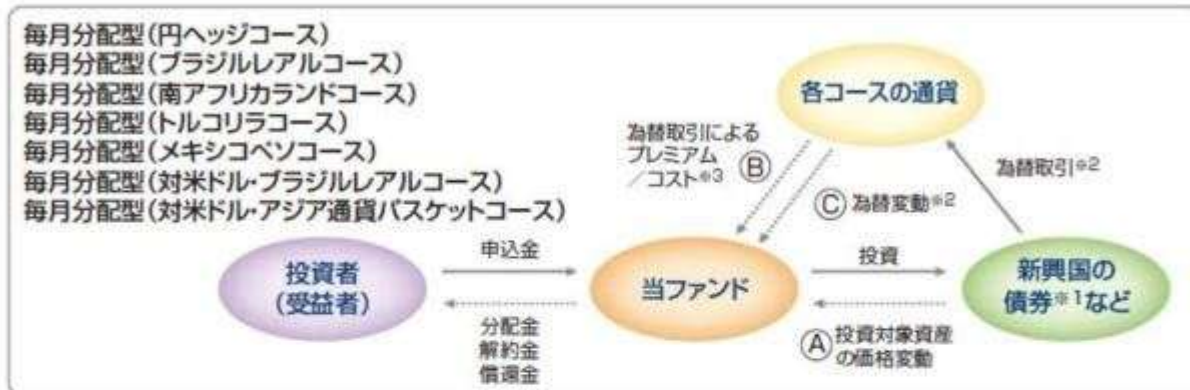 毎月分配型(円ヘッジコース)
毎月分配型(ブラジルレアルコース)
毎月分配型(南アフリカランドコース)
毎月分配型(トルコリラコース)
毎月分配型(メキシコペソコース)
毎月分配型(対米ドル・ブラジルレアルコース)
毎月分配型(対米ドル・アジア通貨バスケットコース)
各コースの通貨
為替取引による
プレミアム
/コスト※3
Ⓑ
Ⓒ為替変動※2
為替取引※2
投資者
(受益者)
申込金
分配金
解約金
償還金
当ファンド
投資
Ⓐ投資対象資産
の価格変動
新興国の
債券※1など